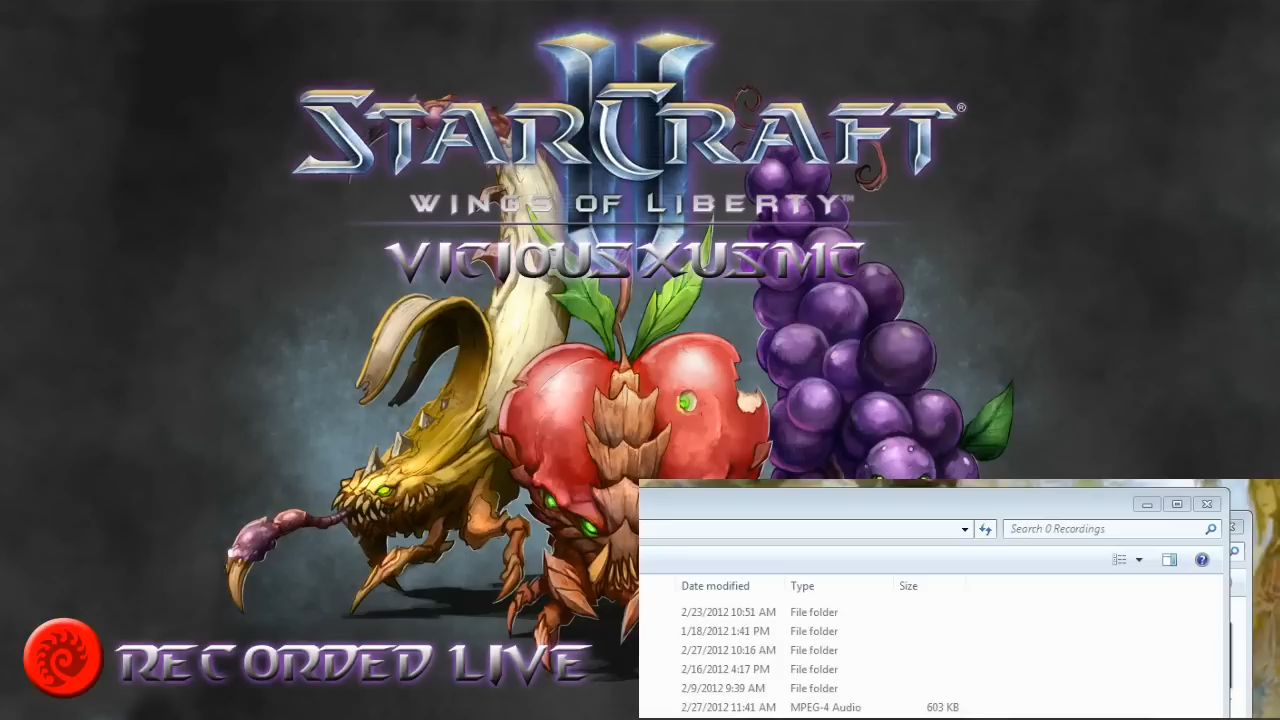 II
STARCRAFT®
WINGS OF LIBERTY™
VICIOUSXUSMC
RECORDED LIVE
Search 0 Recordings
Date modified Type Size
2/23/2012 10:51 AM File folder
1/18/2012 1:41 PM File folder
2/27/2012 10:16 AM File folder
2/16/2012 4:17 PM File folder
2/9/2012 9:39 AM File folder
2/27/2012 11:41 AM MPEG-4 Audio 603 KB